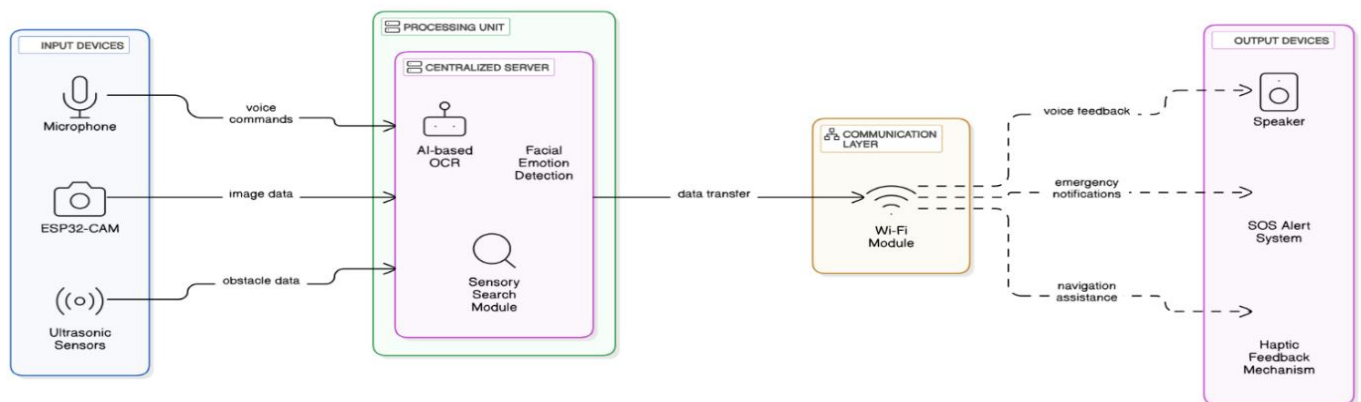 INPUT DEVICES
Microphone
ESP32-CAM
Ultrasonic
Sensors
voice
commands
image data
obstacle data
PROCESSING UNIT
CENTRALIZED SERVER
AI-based
OCR
Facial
Emotion
Detection
Sensory
Search
Module
data transfer
COMMUNICATION
LAYER
Wi-Fi
Module
voice feedback
emergency
notifications
navigation
assistance
OUTPUT DEVICES
Speaker
SOS Alert
System
Haptic
Feedback
Mechanism